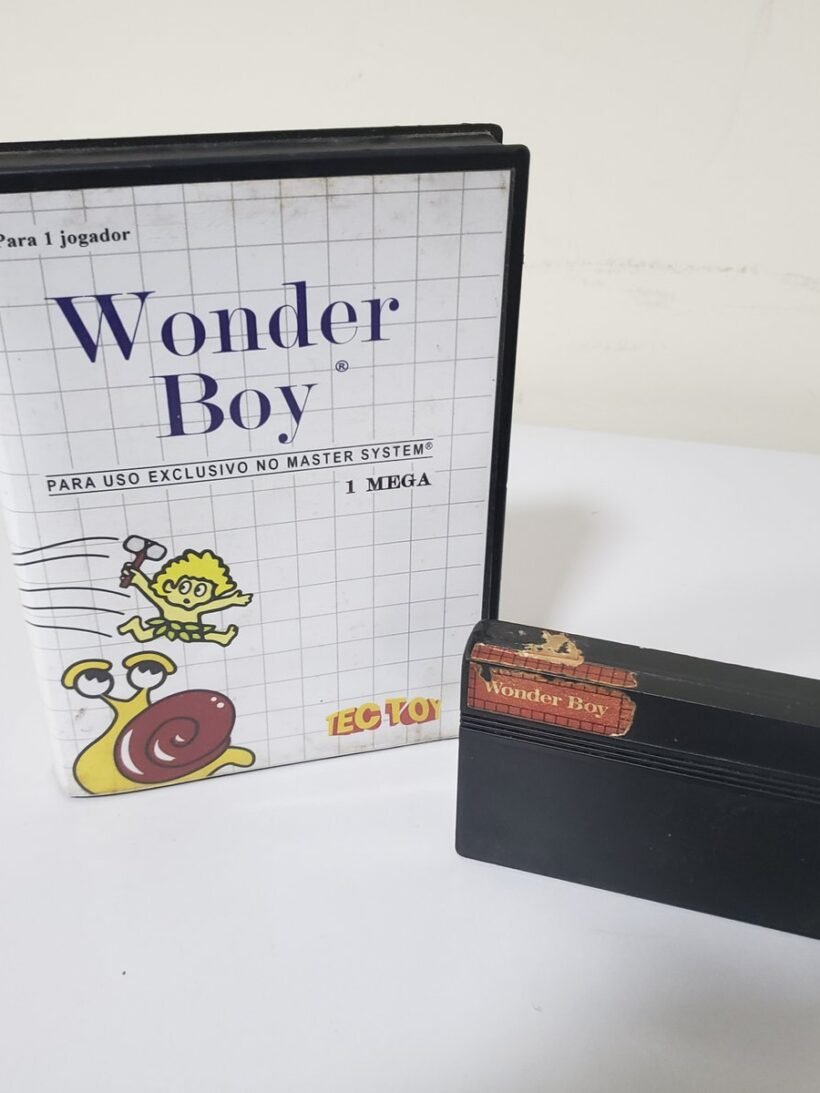 Para 1 jogador
Wonder
Boy®
PARA USO EXCLUSIVO NO MASTER SYSTEM®
1 MEGA
TEC TOY
Wonder Boy